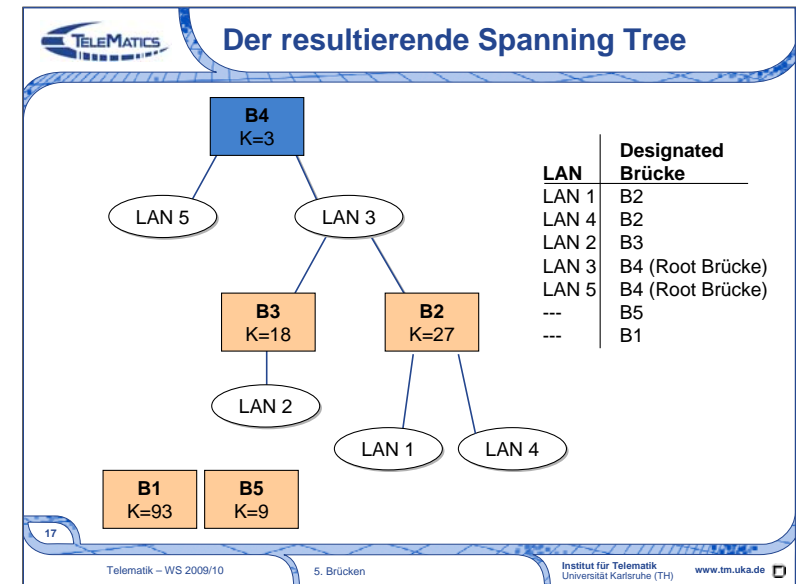 TELEMATICS
Der resultierende Spanning Tree
B4
K=3
LAN 5
LAN 3
B3
K=18
B2
K=27
LAN 2
LAN 1
LAN 4
B1
K=93
B5
K=9
Designated
LAN Brücke
LAN 1 B2
LAN 4 B2
LAN 2 B3
LAN 3 B4 (Root Brücke)
LAN 5 B4 (Root Brücke)
--- B5
--- B1
17
Telematik – WS 2009/10
5. Brücken
Institut für Telematik
Universität Karlsruhe (TH)
www.tm.uka.de